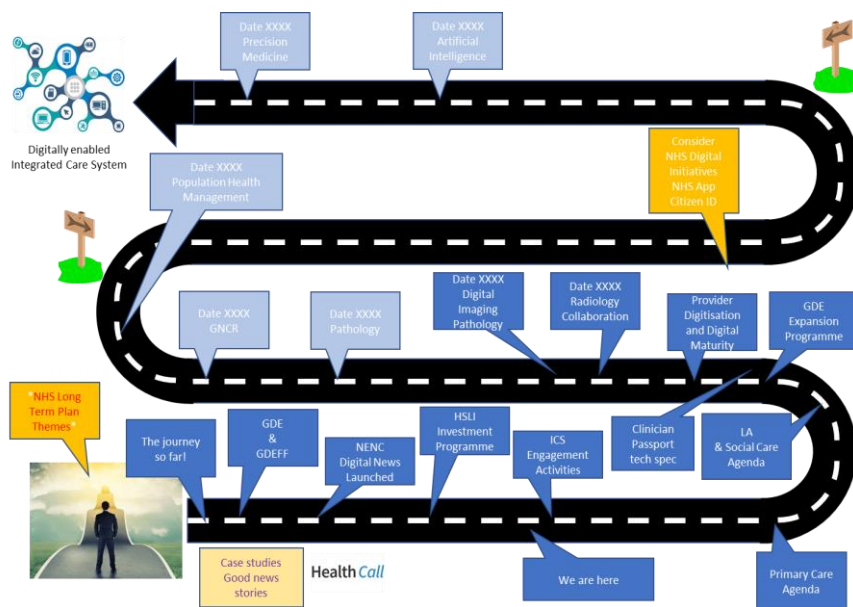 Date XXXX
Precision
Medicine
Date XXXX
Artificial
Intelligence
Digitally enabled
Integrated Care System
Date XXXX
Population Health
Management
Consider
NHS Digital
Initiatives
NHS App
Citizen ID
Date XXXX
GNCR
Date XXXX
Pathology
Date XXXX
Digital
Imaging
Pathology
Date XXXX
Radiology
Collaboration
Provider
Digitisation
and Digital
Maturity
GDE
Expansion
Programme
*NHS Long
Term Plan
Themes*
The journey
so far!
GDE
&
GDEFF
NENC
Digital News
Launched
HSLI
Investment
Programme
ICS
Engagement
Activities
Clinician
Passport
tech spec
LA
& Social Care
Agenda
Case studies
Good news
stories
Health Call
We are here
Primary Care
Agenda